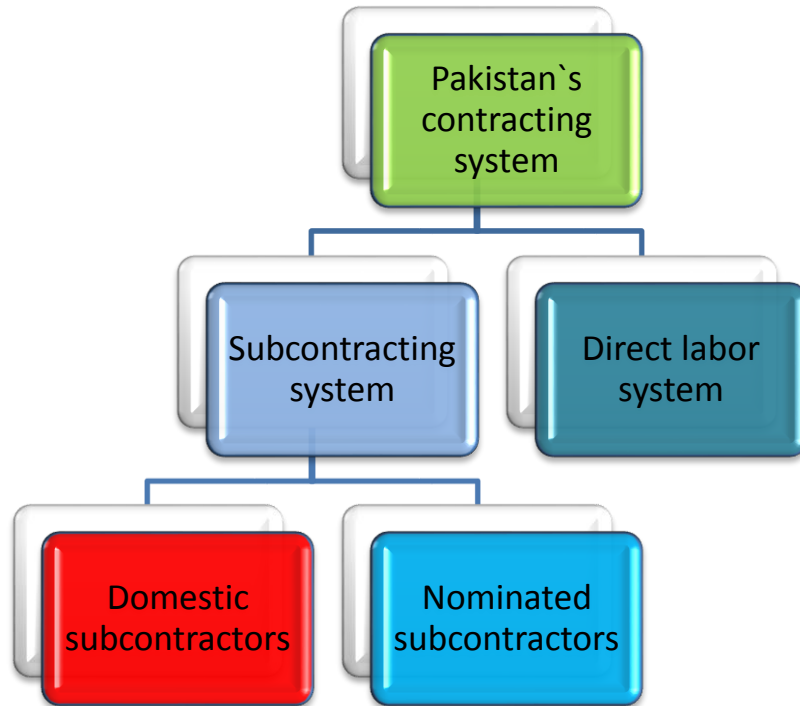 Pakistan`s
contracting
system
Subcontracting
system
Direct labor
system
Domestic
subcontractors
Nominated
subcontractors